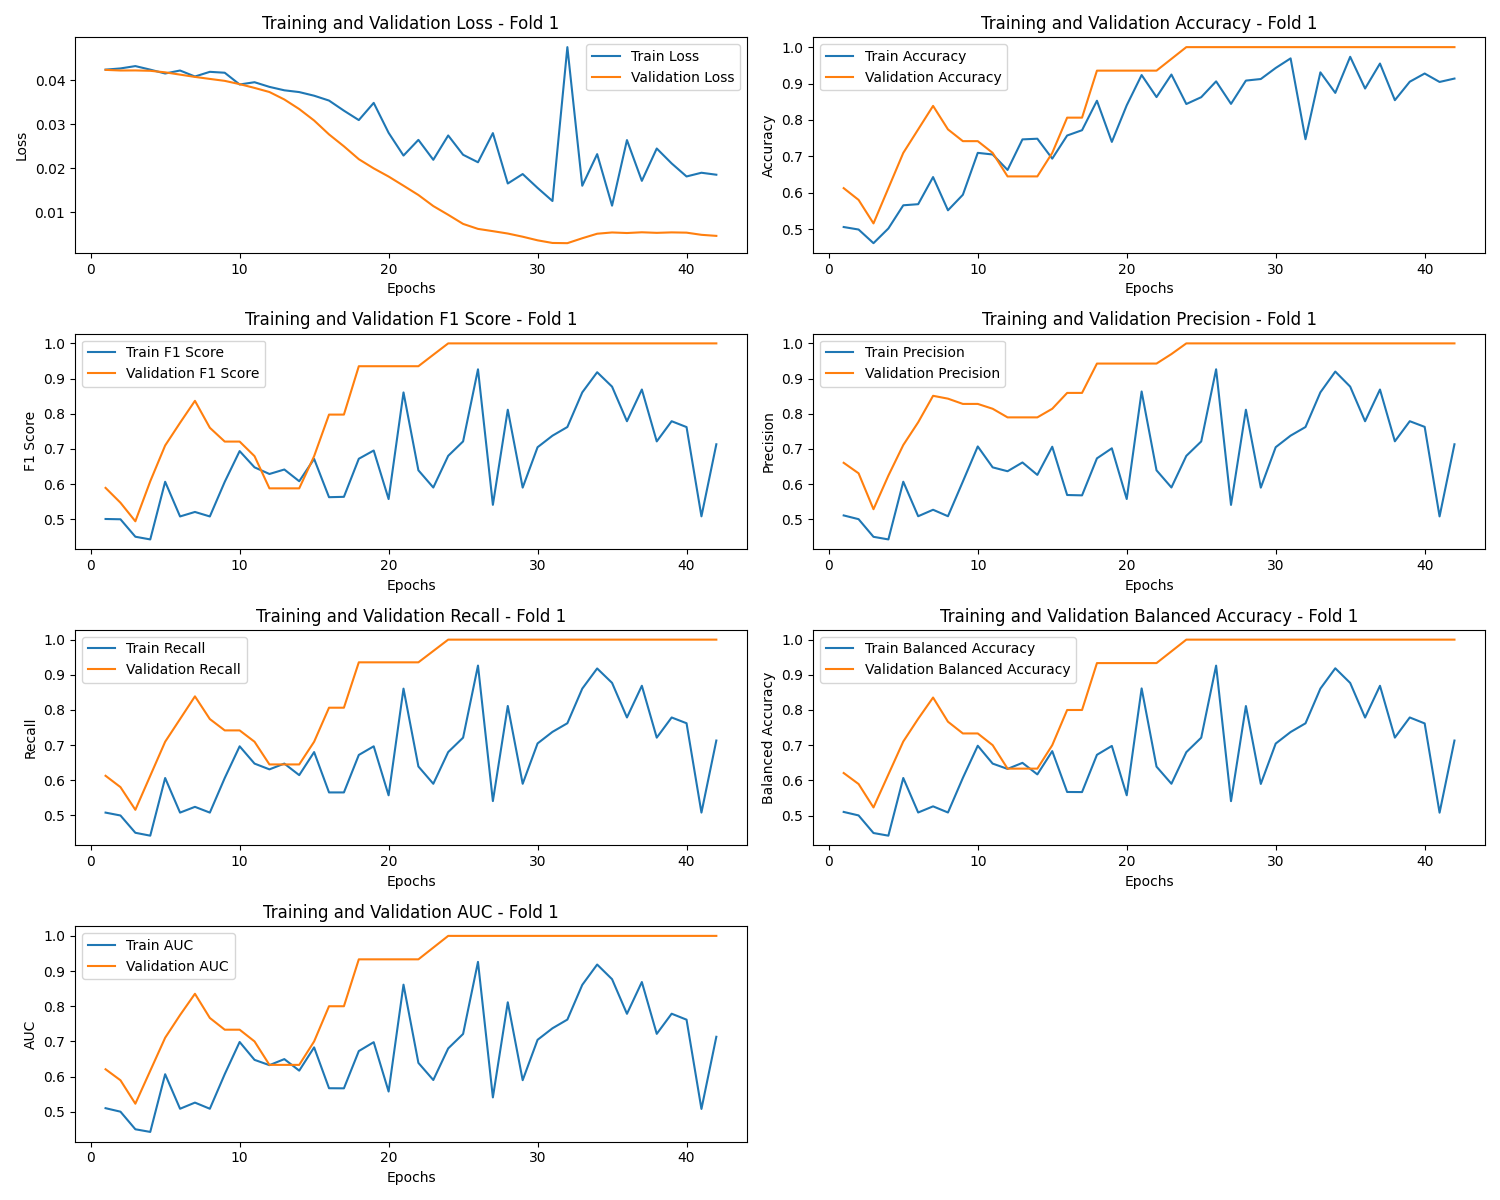 Training and Validation Loss - Fold 1
Train Loss
Validation Loss
0.04
0.03
0.02
0.01
Loss
0 10 20 30 40
Epochs
Training and Validation Accuracy - Fold 1
Train Accuracy
Validation Accuracy
1.0
0.9
0.8
0.7
0.6
0.5
Accuracy
0 10 20 30 40
Epochs
Training and Validation F1 Score - Fold 1
Train F1 Score
Validation F1 Score
1.0
0.9
0.8
0.7
0.6
0.5
F1 Score
0 10 20 30 40
Epochs
Training and Validation Precision - Fold 1
Train Precision
Validation Precision
1.0
0.9
0.8
0.7
0.6
0.5
Precision
0 10 20 30 40
Epochs
Training and Validation Recall - Fold 1
Train Recall
Validation Recall
1.0
0.9
0.8
0.7
0.6
0.5
Recall
0 10 20 30 40
Epochs
Training and Validation Balanced Accuracy - Fold 1
Train Balanced Accuracy
Validation Balanced Accuracy
1.0
0.9
0.8
0.7
0.6
0.5
Balanced Accuracy
0 10 20 30 40
Epochs
Training and Validation AUC - Fold 1
Train AUC
Validation AUC
1.0
0.9
0.8
0.7
0.6
0.5
AUC
0 10 20 30 40
Epochs